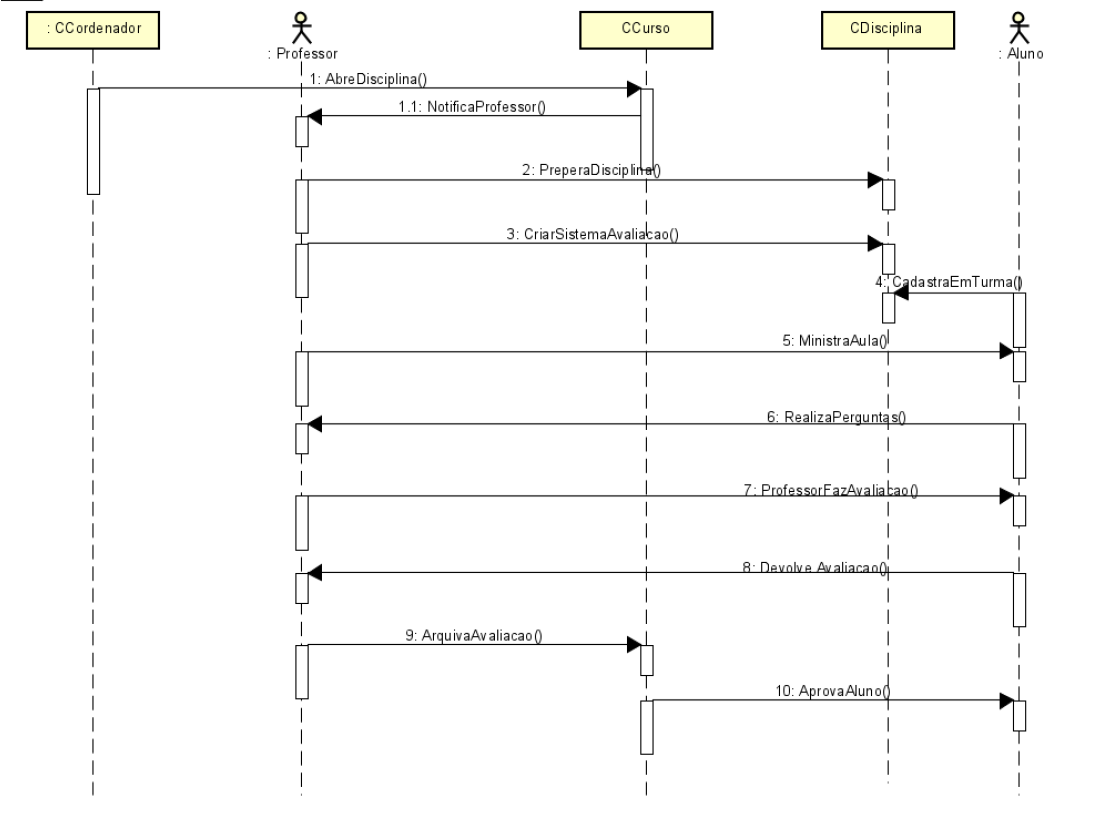 : CCordenador
: Professor
CCurso
CDisciplina
: Aluno
1: AbreDisciplina()
1.1: NotificaProfessor()
2: PreperaDisciplina()
3: CriarSistemaAvaliacao()
4: CadastraEmTurma()
5: MinistraAula()
6: RealizaPerguntas()
7: ProfessorFazAvaliacao()
8: Devolve Avaliacao()
9: ArquivaAvaliacao()
10: AprovaAluno()